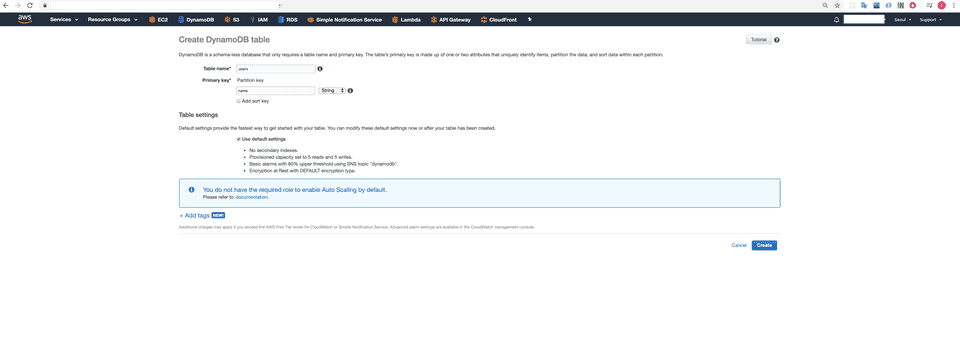 aws Services Resource Groups EC2 DynamoDB S3 IAM RDS Simple Notification Service Lambda API Gateway CloudFront Seoul Support
Create DynamoDB table Tutorial
DynamoDB is a schema-less database that only requires a table name and primary key. The table's primary key is made up of one or two attributes that uniquely identify items, partition the data, and sort data within each partition.
Table name* users
Primary key* Partition key
name String
Add sort key
Table settings
Default settings provide the fastest way to get started with your table. You can modify these default settings now or after your table has been created.
Use default settings
• No secondary indexes.
• Provisioned capacity set to 5 reads and 5 writes.
• Basic alarms with 80% upper threshold using SNS topic "dynamodb".
• Encryption at Rest with DEFAULT encryption type.
You do not have the required role to enable Auto Scaling by default.
Please refer to documentation.
+ Add tags NEW!
Additional charges may apply if you exceed the AWS Free Tier levels for CloudWatch or Simple Notification Service. Advanced alarm settings are available in the CloudWatch management console.
Cancel Create